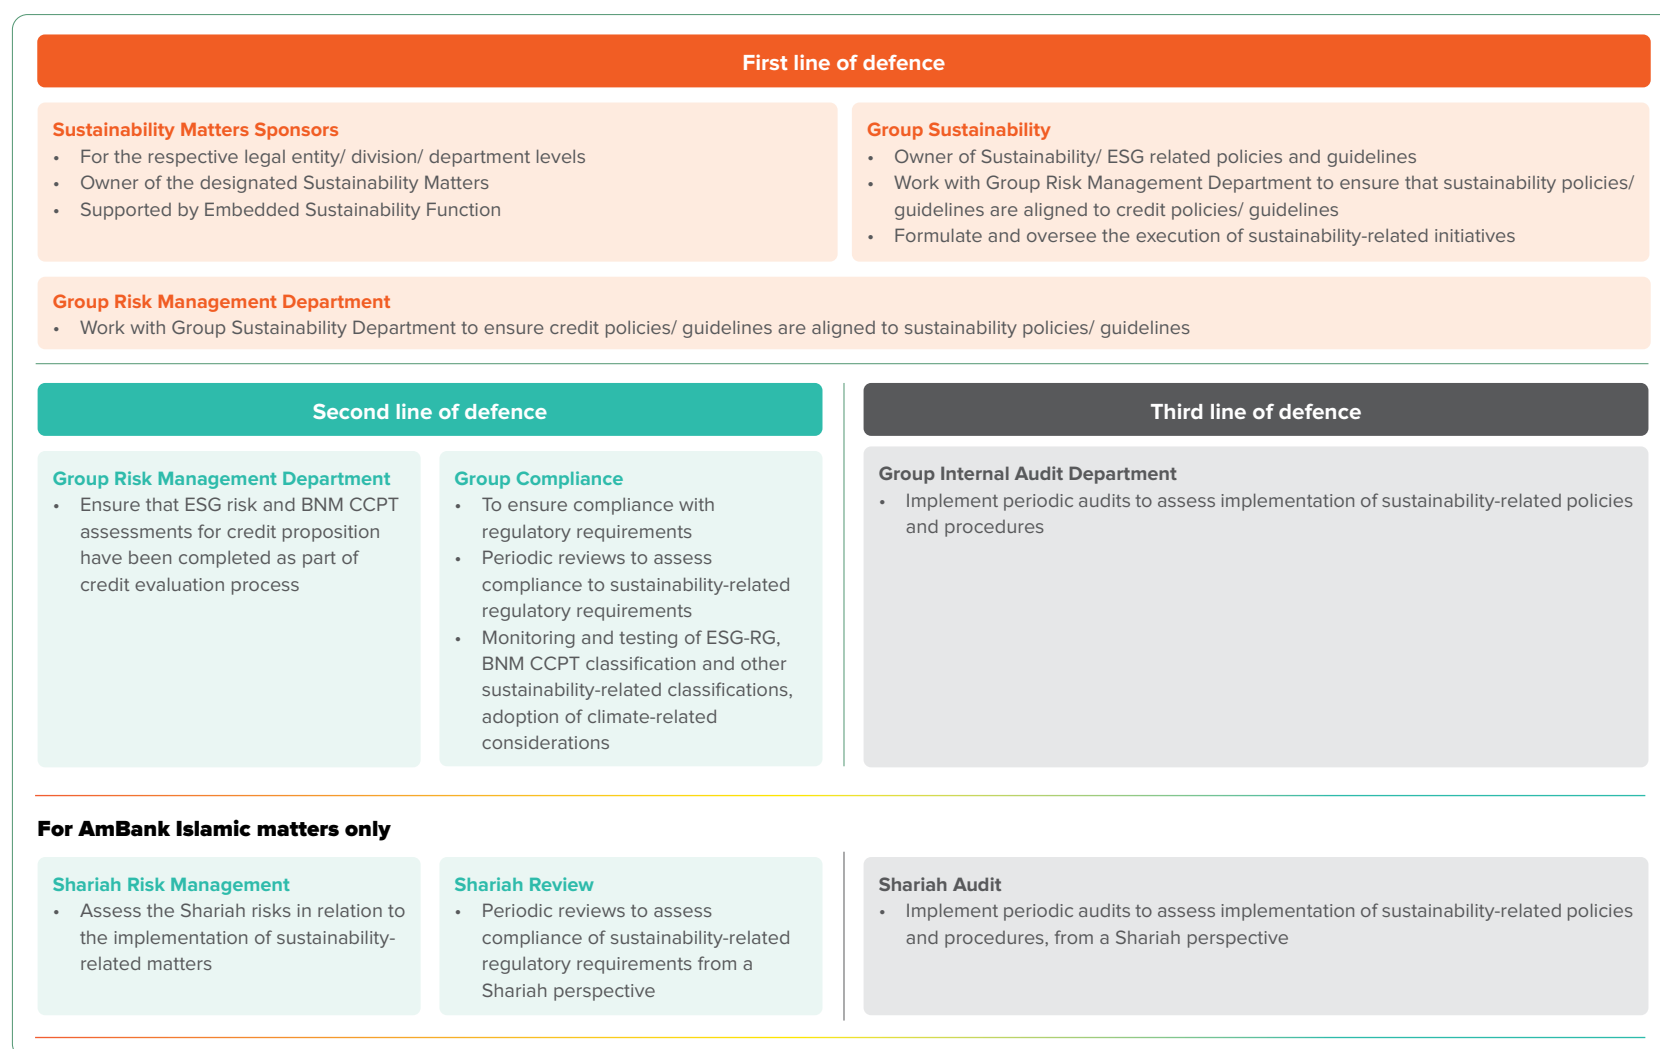 First line of defence
Sustainability Matters Sponsors
• For the respective legal entity/ division/ department levels
• Owner of the designated Sustainability Matters
• Supported by Embedded Sustainability Function
Group Sustainability
• Owner of Sustainability/ ESG related policies and guidelines
• Work with Group Risk Management Department to ensure that sustainability policies/
guidelines are aligned to credit policies/ guidelines
• Formulate and oversee the execution of sustainability-related initiatives
Group Risk Management Department
• Work with Group Sustainability Department to ensure credit policies/ guidelines are aligned to sustainability policies/ guidelines
Second line of defence
Group Risk Management Department
• Ensure that ESG risk and BNM CCPT
assessments for credit proposition
have been completed as part of
credit evaluation process
Group Compliance
• To ensure compliance with
regulatory requirements
• Periodic reviews to assess
compliance to sustainability-related
regulatory requirements
• Monitoring and testing of ESG-RG,
BNM CCPT classification and other
sustainability-related classifications,
adoption of climate-related
considerations
Third line of defence
Group Internal Audit Department
• Implement periodic audits to assess implementation of sustainability-related policies
and procedures
For AmBank Islamic matters only
Shariah Risk Management
• Assess the Shariah risks in relation to
the implementation of sustainability-
related matters
Shariah Review
• Periodic reviews to assess
compliance of sustainability-related
regulatory requirements from a
Shariah perspective
Shariah Audit
• Implement periodic audits to assess implementation of sustainability-related policies
and procedures, from a Shariah perspective